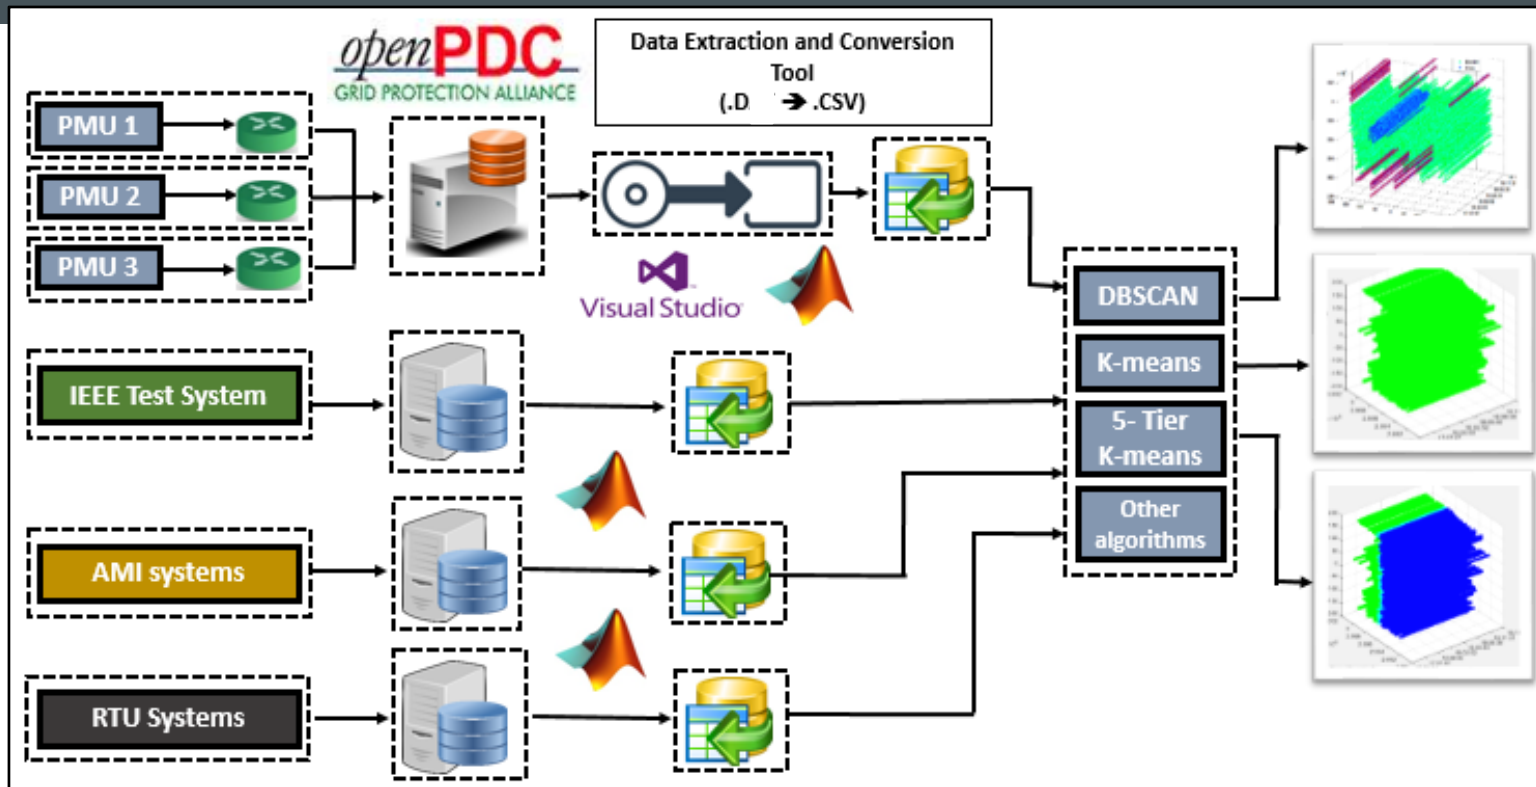 openPDC
GRID PROTECTION ALLIANCE
Data Extraction and Conversion
Tool
(.D → .CSV)
PMU 1
PMU 2
PMU 3
Visual Studio
DBSCAN
K-means
5- Tier
K-means
Other
algorithms
IEEE Test System
AMI systems
RTU Systems